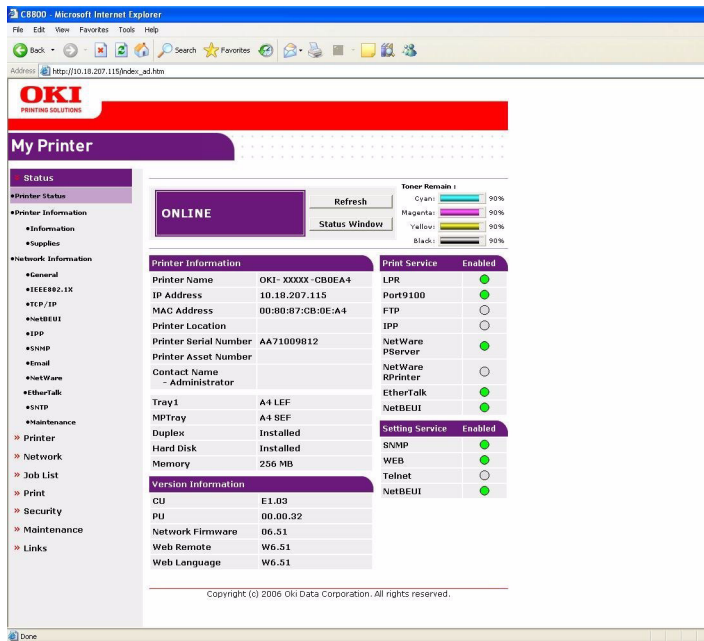 C8800 - Microsoft Internet Explorer
File Edit View Favorites Tools Help
Back Search Favorites
Address http://10.18.207.115/index_ad.htm
OKI
PRINTING SOLUTIONS
My Printer
Status
Printer Status
Printer Information
Information
Supplies
Network Information
General
IEEE802.1X
TCP/IP
NetBEUI
IPP
SNMP
Email
NetWare
EtherTalk
SNTP
Maintenance
» Printer
» Network
» Job List
» Print
» Security
» Maintenance
» Links
ONLINE
Refresh
Status Window
Toner Remain :
Cyan: 90%
Magenta: 90%
Yellow: 90%
Black: 90%
Printer Information
Printer Name OKI- XXXXX -CB0EA4
IP Address 10.18.207.115
MAC Address 00:80:87:CB:0E:A4
Printer Location
Printer Serial Number AA71009812
Printer Asset Number
Contact Name
- Administrator
Tray1 A4 LEF
MPTray A4 SEF
Duplex Installed
Hard Disk Installed
Memory 256 MB
Version Information
CU E1.03
PU 00.00.32
Network Firmware 06.51
Web Remote W6.51
Web Language W6.51
Print Service Enabled
LPR
Port9100
FTP
IPP
NetWare
PServer
NetWare
RPrinter
EtherTalk
NetBEUI
Setting Service Enabled
SNMP
WEB
Telnet
NetBEUI
Copyright (c) 2006 Oki Data Corporation. All rights reserved.
Done